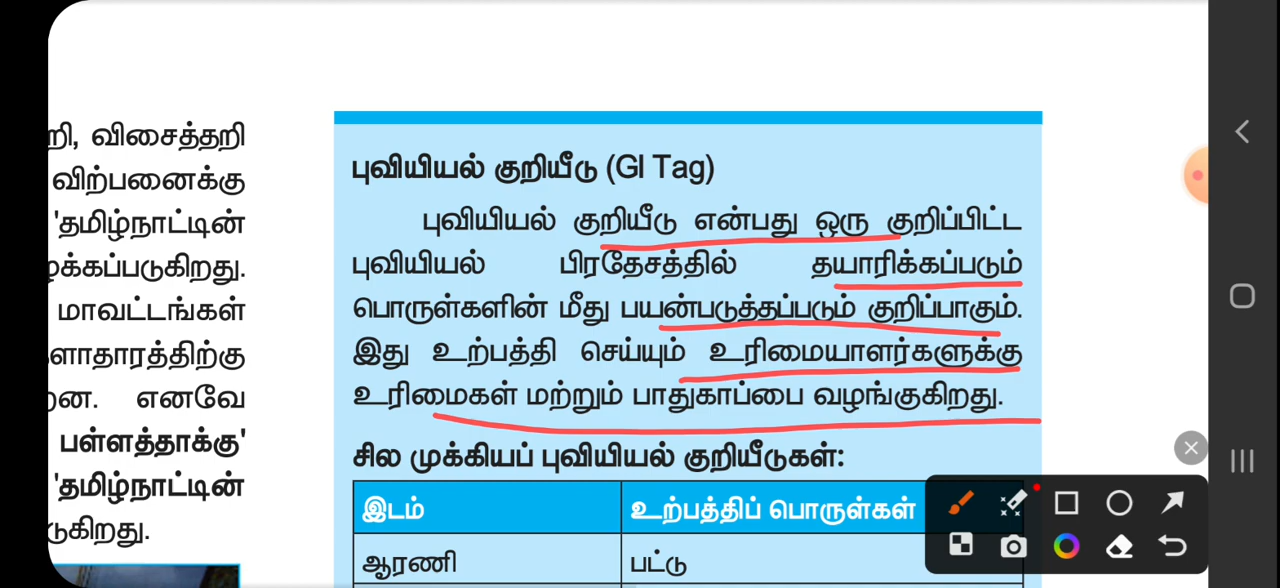 றி, விசைத்தறி
விற்பனைக்கு
'தமிழ்நாட்டின்
ழக்கப்படுகிறது.
மாவட்டங்கள்
ளாதாரத்திற்கு
றன. எனவே
பள்ளத்தாக்கு'
'தமிழ்நாட்டின்
டுகிறது.
புவியியல் குறியீடு (GI Tag)
புவியியல் குறியீடு என்பது ஒரு குறிப்பிட்ட
புவியியல் பிரதேசத்தில் தயாரிக்கப்படும்
பொருள்களின் மீது பயன்படுத்தப்படும் குறிப்பாகும்.
இது உற்பத்தி செய்யும் உரிமையாளர்களுக்கு
உரிமைகள் மற்றும் பாதுகாப்பை வழங்குகிறது.
சில முக்கியப் புவியியல் குறியீடுகள்:
இடம் உற்பத்திப் பொருள்கள்
ஆரணி பட்டு